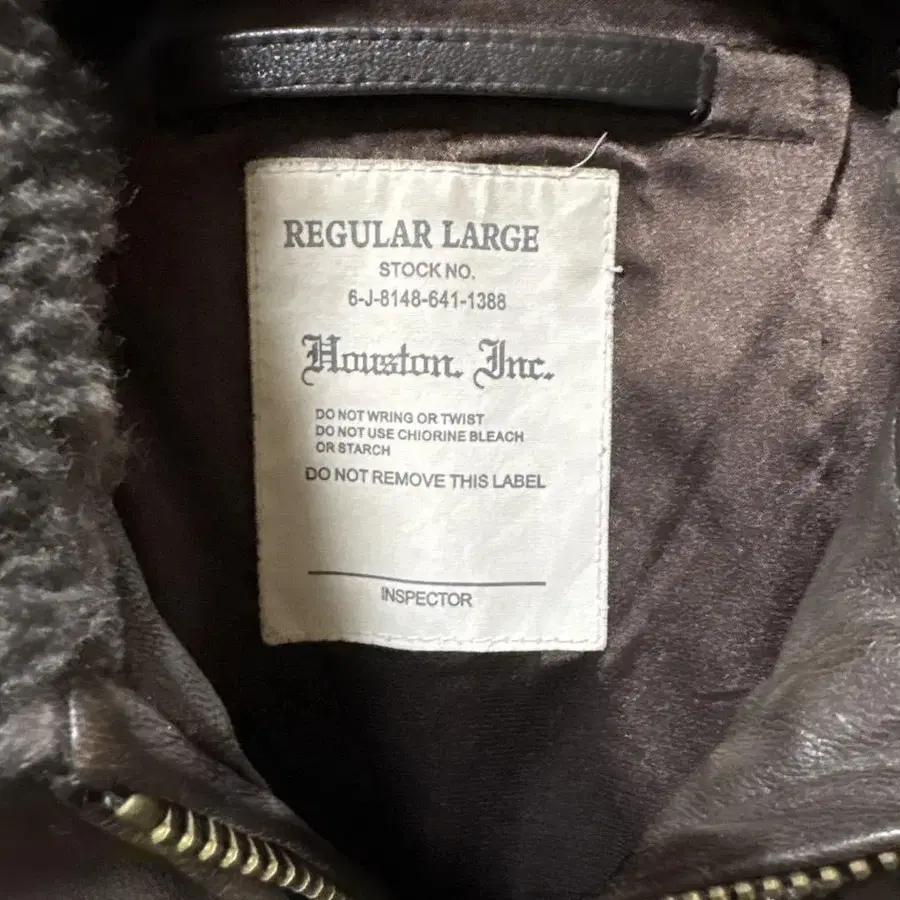 REGULAR LARGE
STOCK NO.
6-J-8148-641-1388
Houston. Inc.
DO NOT WRING OR TWIST
DO NOT USE CHIORINE BLEACH
OR STARCH
DO NOT REMOVE THIS LABEL
INSPECTOR